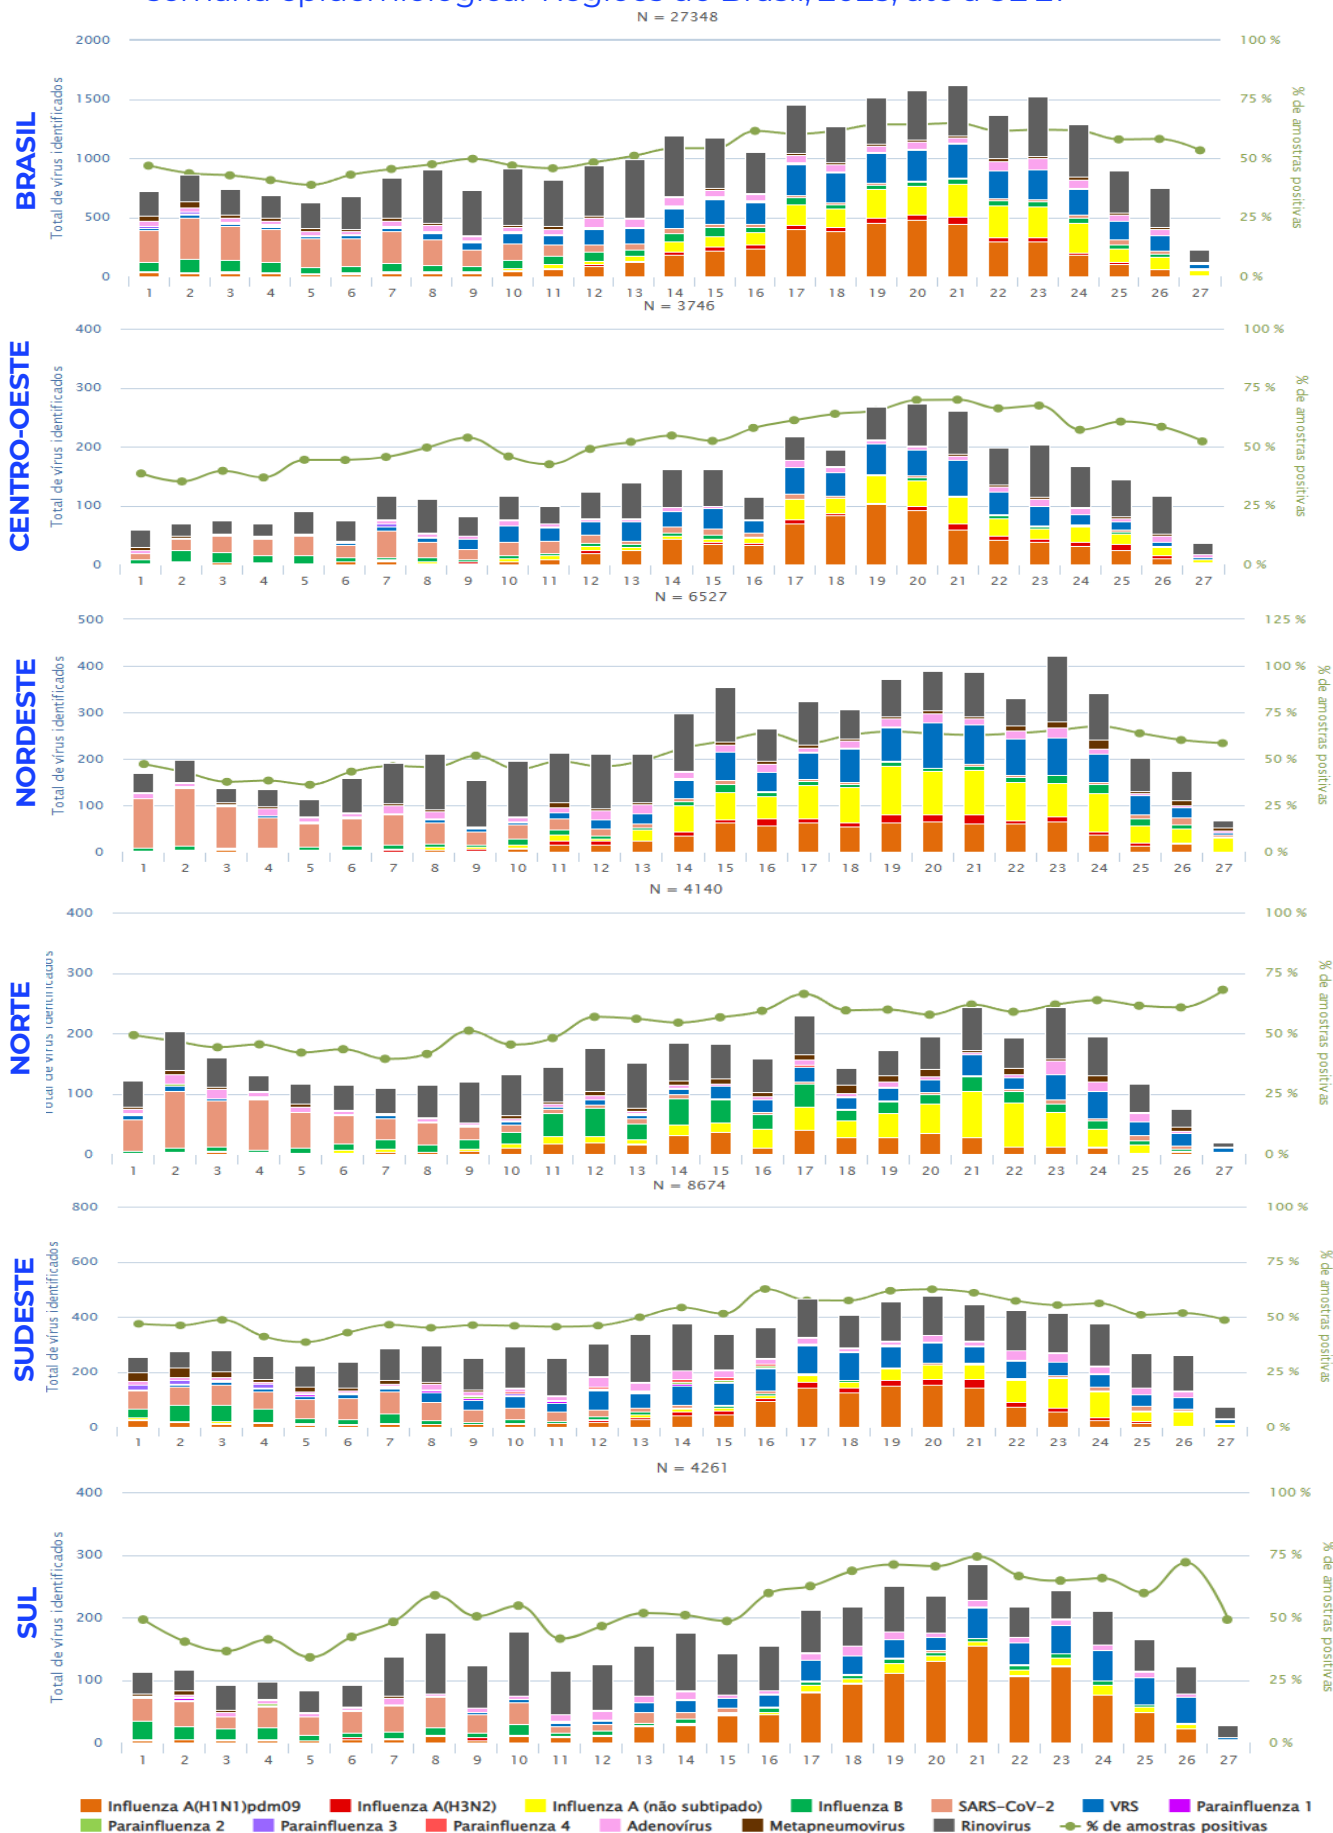 semana epidemiológica. Regiões do Brasil, 2025, até a SE 27
N = 27348
BRASIL
Total de vírus identificados
2000
1500
1000
500
0
100 %
75 %
50 %
25 %
0 %
% de amostras positivas
1 2 3 4 5 6 7 8 9 10 11 12 13 14 15 16 17 18 19 20 21 22 23 24 25 26 27
N = 3746
CENTRO-OESTE
Total de vírus identificados
400
300
200
100
0
100 %
75 %
50 %
25 %
0 %
% de amostras positivas
1 2 3 4 5 6 7 8 9 10 11 12 13 14 15 16 17 18 19 20 21 22 23 24 25 26 27
N = 6527
NORDESTE
Total de vírus identificados
500
400
300
200
100
0
125 %
100 %
75 %
50 %
25 %
0 %
% de amostras positivas
1 2 3 4 5 6 7 8 9 10 11 12 13 14 15 16 17 18 19 20 21 22 23 24 25 26 27
N = 4140
NORTE
Total de vírus identificados
400
300
200
100
0
100 %
75 %
50 %
25 %
0 %
% de amostras positivas
1 2 3 4 5 6 7 8 9 10 11 12 13 14 15 16 17 18 19 20 21 22 23 24 25 26 27
N = 8674
SUDESTE
Total de vírus identificados
800
600
400
200
0
100 %
75 %
50 %
25 %
0 %
% de amostras positivas
1 2 3 4 5 6 7 8 9 10 11 12 13 14 15 16 17 18 19 20 21 22 23 24 25 26 27
N = 4261
SUL
Total de vírus identificados
400
300
200
100
0
100 %
75 %
50 %
25 %
0 %
% de amostras positivas
1 2 3 4 5 6 7 8 9 10 11 12 13 14 15 16 17 18 19 20 21 22 23 24 25 26 27
Influenza A(H1N1)pdm09 Influenza A(H3N2) Influenza A (não subtipado) Influenza B SARS-CoV-2 VRS Parainfluenza 1
Parainfluenza 2 Parainfluenza 3 Parainfluenza 4 Adenovírus Metapneumovirus Rinovirus % de amostras positivas